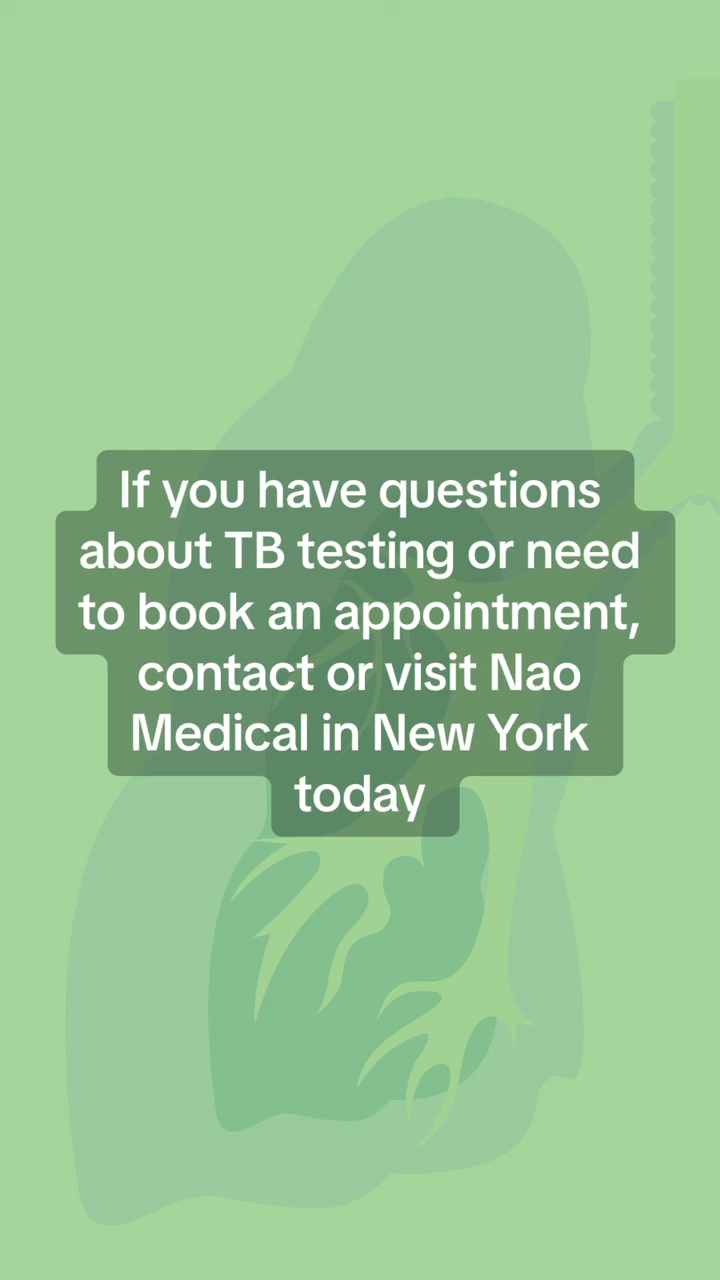 If you have questions
about TB testing or need
to book an appointment,
contact or visit Nao
Medical in New York
today